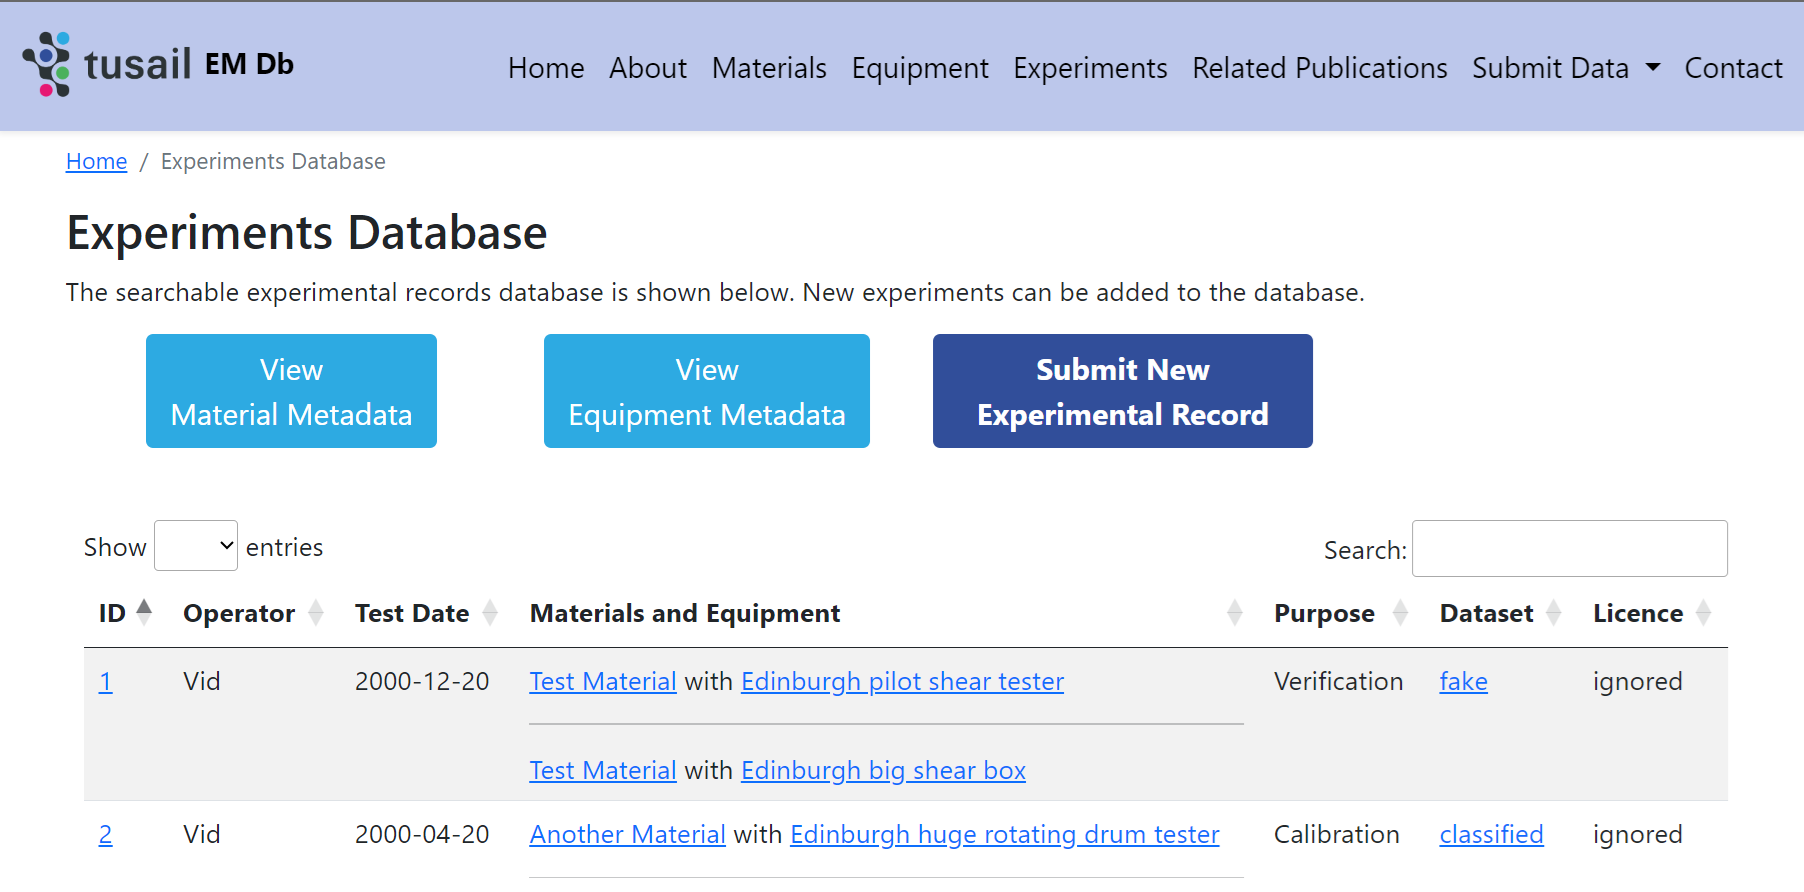 tusail EM Db
Home About Materials Equipment Experiments Related Publications Submit Data Contact
Home / Experiments Database
Experiments Database
The searchable experimental records database is shown below. New experiments can be added to the database.
View
Material Metadata
View
Equipment Metadata
Submit New
Experimental Record
Show entries
Search:
ID Operator Test Date Materials and Equipment Purpose Dataset Licence
1 Vid 2000-12-20 Test Material with Edinburgh pilot shear tester Verification fake ignored
Test Material with Edinburgh big shear box
2 Vid 2000-04-20 Another Material with Edinburgh huge rotating drum tester Calibration classified ignored